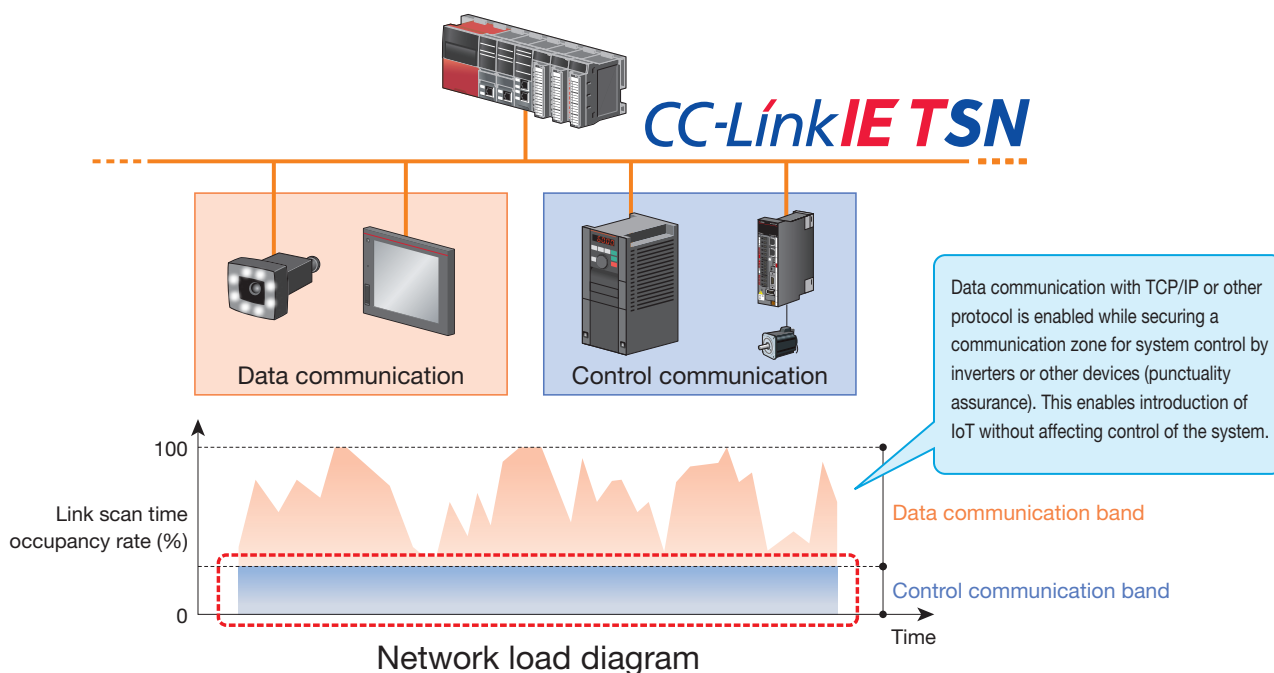 CC-Link IE TSN
Data communication
Control communication
Data communication with TCP/IP or other
protocol is enabled while securing a
communication zone for system control by
inverters or other devices (punctuality
assurance). This enables introduction of
IoT without affecting control of the system.
100
Link scan time
occupancy rate (%)
Data communication band
Control communication band
0
Time
Network load diagram